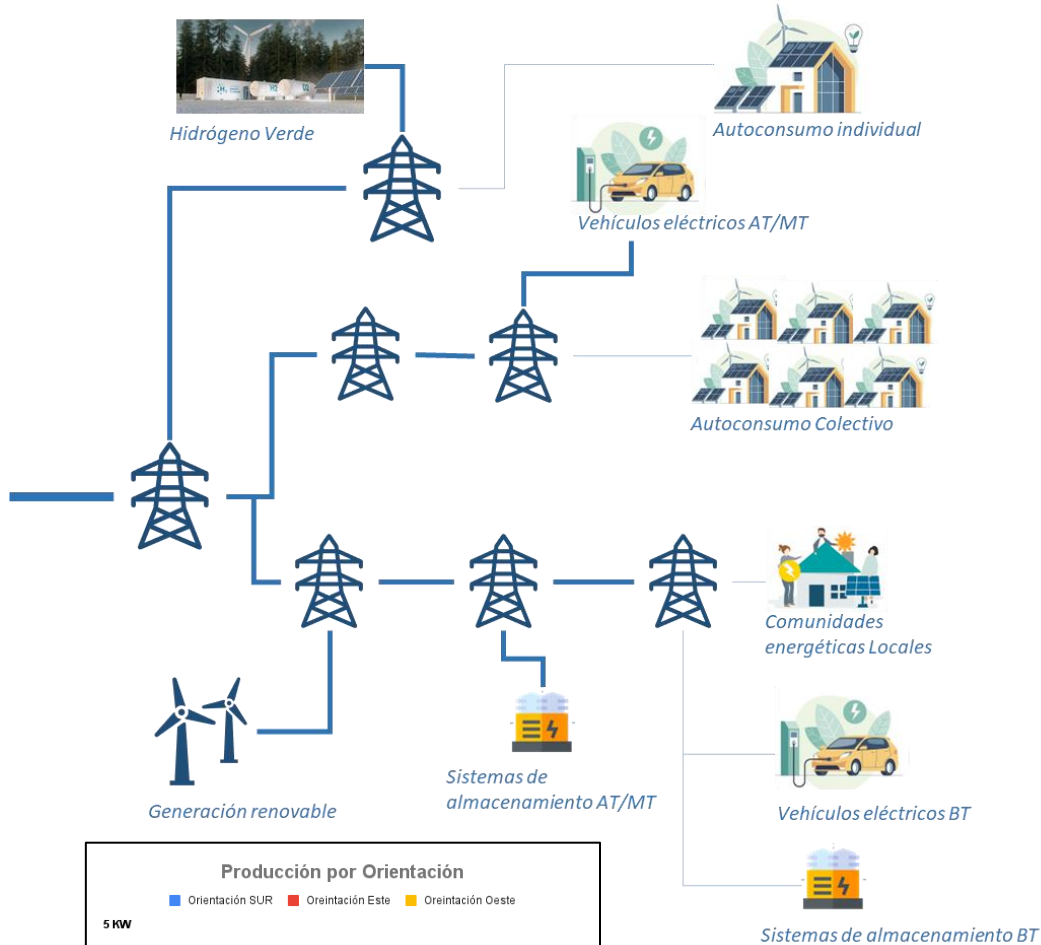 Hidrógeno Verde
Autoconsumo individual
Vehículos eléctricos AT/MT
Autoconsumo Colectivo
Comunidades
energéticas Locales
Generación renovable
Sistemas de
almacenamiento AT/MT
Vehículos eléctricos BT
Sistemas de almacenamiento BT
Producción por Orientación
Orientación SUR
Oreintación Este
Oreintación Oeste
5 KW